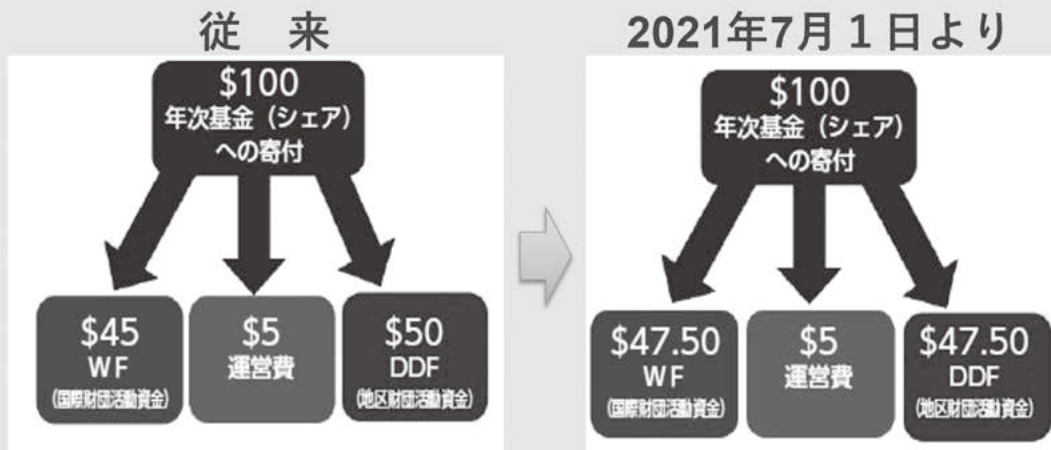 従　来
$100
年次基金（シェア）
への寄付
$45
WF
(国際財団活動資金)
$5
運営費
$50
DDF
(地区財団活動資金)
2021年7月１日より
$100
年次基金（シェア）
への寄付
$47.50
WF
(国際財団活動資金)
$5
運営費
$47.50
DDF
(地区財団活動資金)